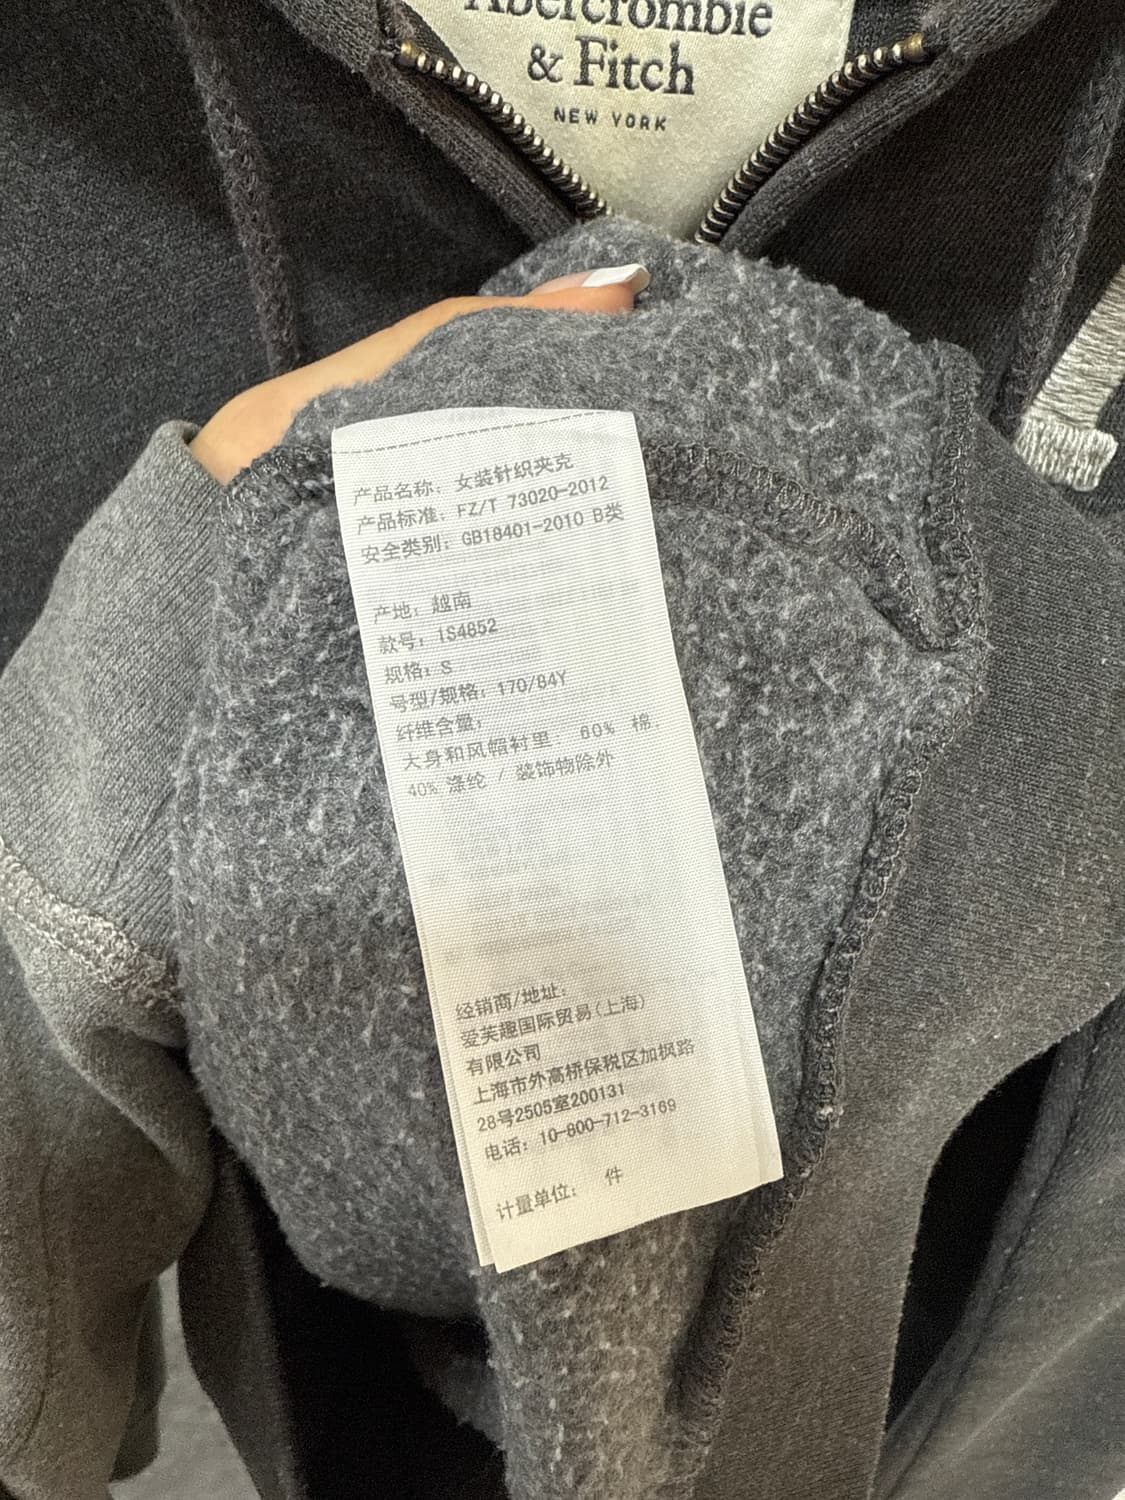 Abercrombie
& Fitch
NEW YORK
产品名称: 女装针织夹克
产品标准: FZ/T 73020-2012
安全类别: GB18401-2010 B类
产地: 越南
款号: IS4852
规格: S
号型/规格: 170/84Y
纤维含量:
大身和风帽衬里 60% 棉
40% 涤纶 / 装饰物除外
经销商/地址:
爱芙趣国际贸易(上海)
有限公司
上海市外高桥保税区加枫路
28号2505室200131
电话: 10-800-712-3169
计量单位: 件